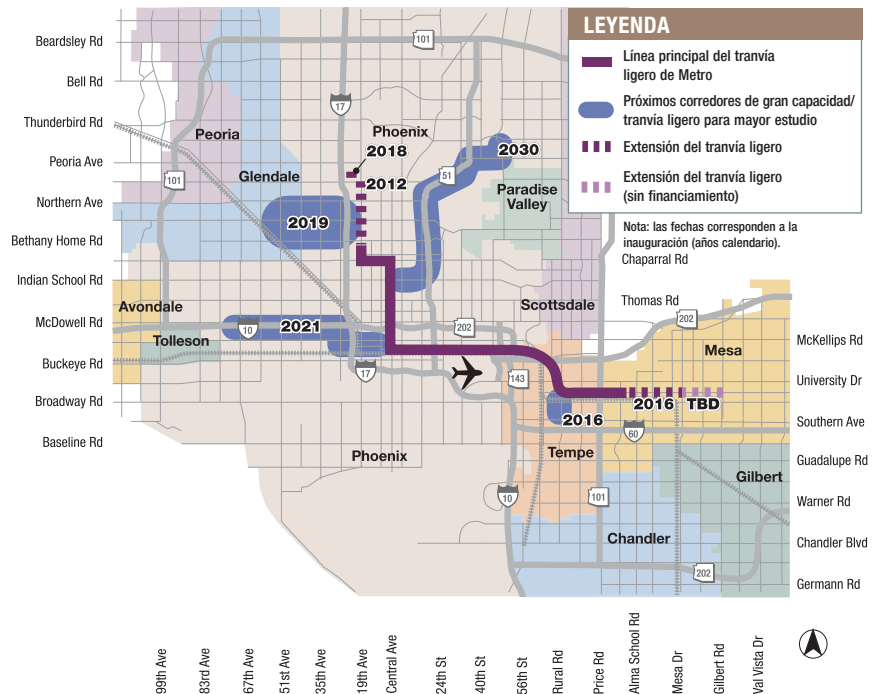 LEYENDA
Línea principal del tranvía
ligero de Metro
Próximos corredores de gran capacidad/
tranvía ligero para mayor estudio
Extensión del tranvía ligero
Extensión del tranvía ligero
(sin financiamiento)
Nota: las fechas corresponden a la
inauguración (años calendario).
Beardsley Rd
Bell Rd
Thunderbird Rd
Peoria Ave
Northern Ave
Bethany Home Rd
Indian School Rd
McDowell Rd
Buckeye Rd
Broadway Rd
Baseline Rd
101
17
Peoria
Phoenix
2018
2030
101
Glendale
2012
51
Paradise
Valley
2019
Chaparral Rd
Avondale
Scottsdale
Thomas Rd
10
2021
202
202
Tolleson
Mesa
McKellips Rd
17
143
University Dr
2016
TBD
2016
60
Southern Ave
Phoenix
Tempe
Guadalupe Rd
Gilbert
10
101
Warner Rd
Chandler
Chandler Blvd
202
Germann Rd
99th Ave
83rd Ave
67th Ave
51st Ave
35th Ave
19th Ave
Central Ave
24th St
40th St
56th St
Rural Rd
Price Rd
Alma School Rd
Mesa Dr
Gilbert Rd
Val Vista Dr